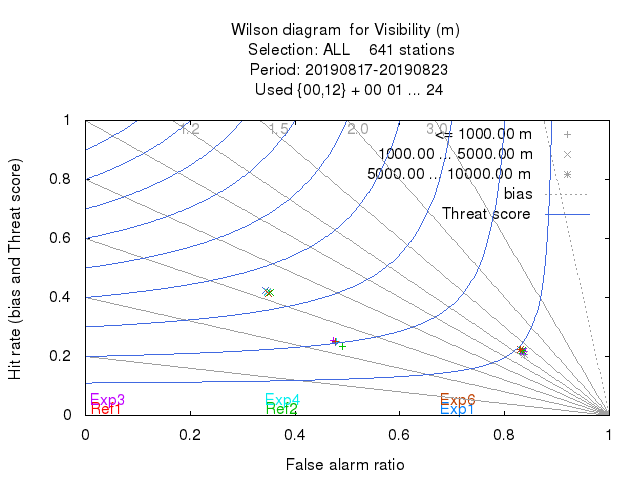 Wilson diagram for Visibility (m)
Selection: ALL 641 stations
Period: 20190817-20190823
Used {00,12} + 00 01 ... 24
Hit rate (bias and Threat score)
1
0.8
0.6
0.4
0.2
0
1.2
1.5
2.0
3.0
<= 1000.00 m
1000.00 ... 5000.00 m
5000.00 ... 10000.00 m
bias
Threat score
Exp3
Exp4
Exp6
Ref1
Ref2
Exp1
0
0.2
0.4
0.6
0.8
1
False alarm ratio